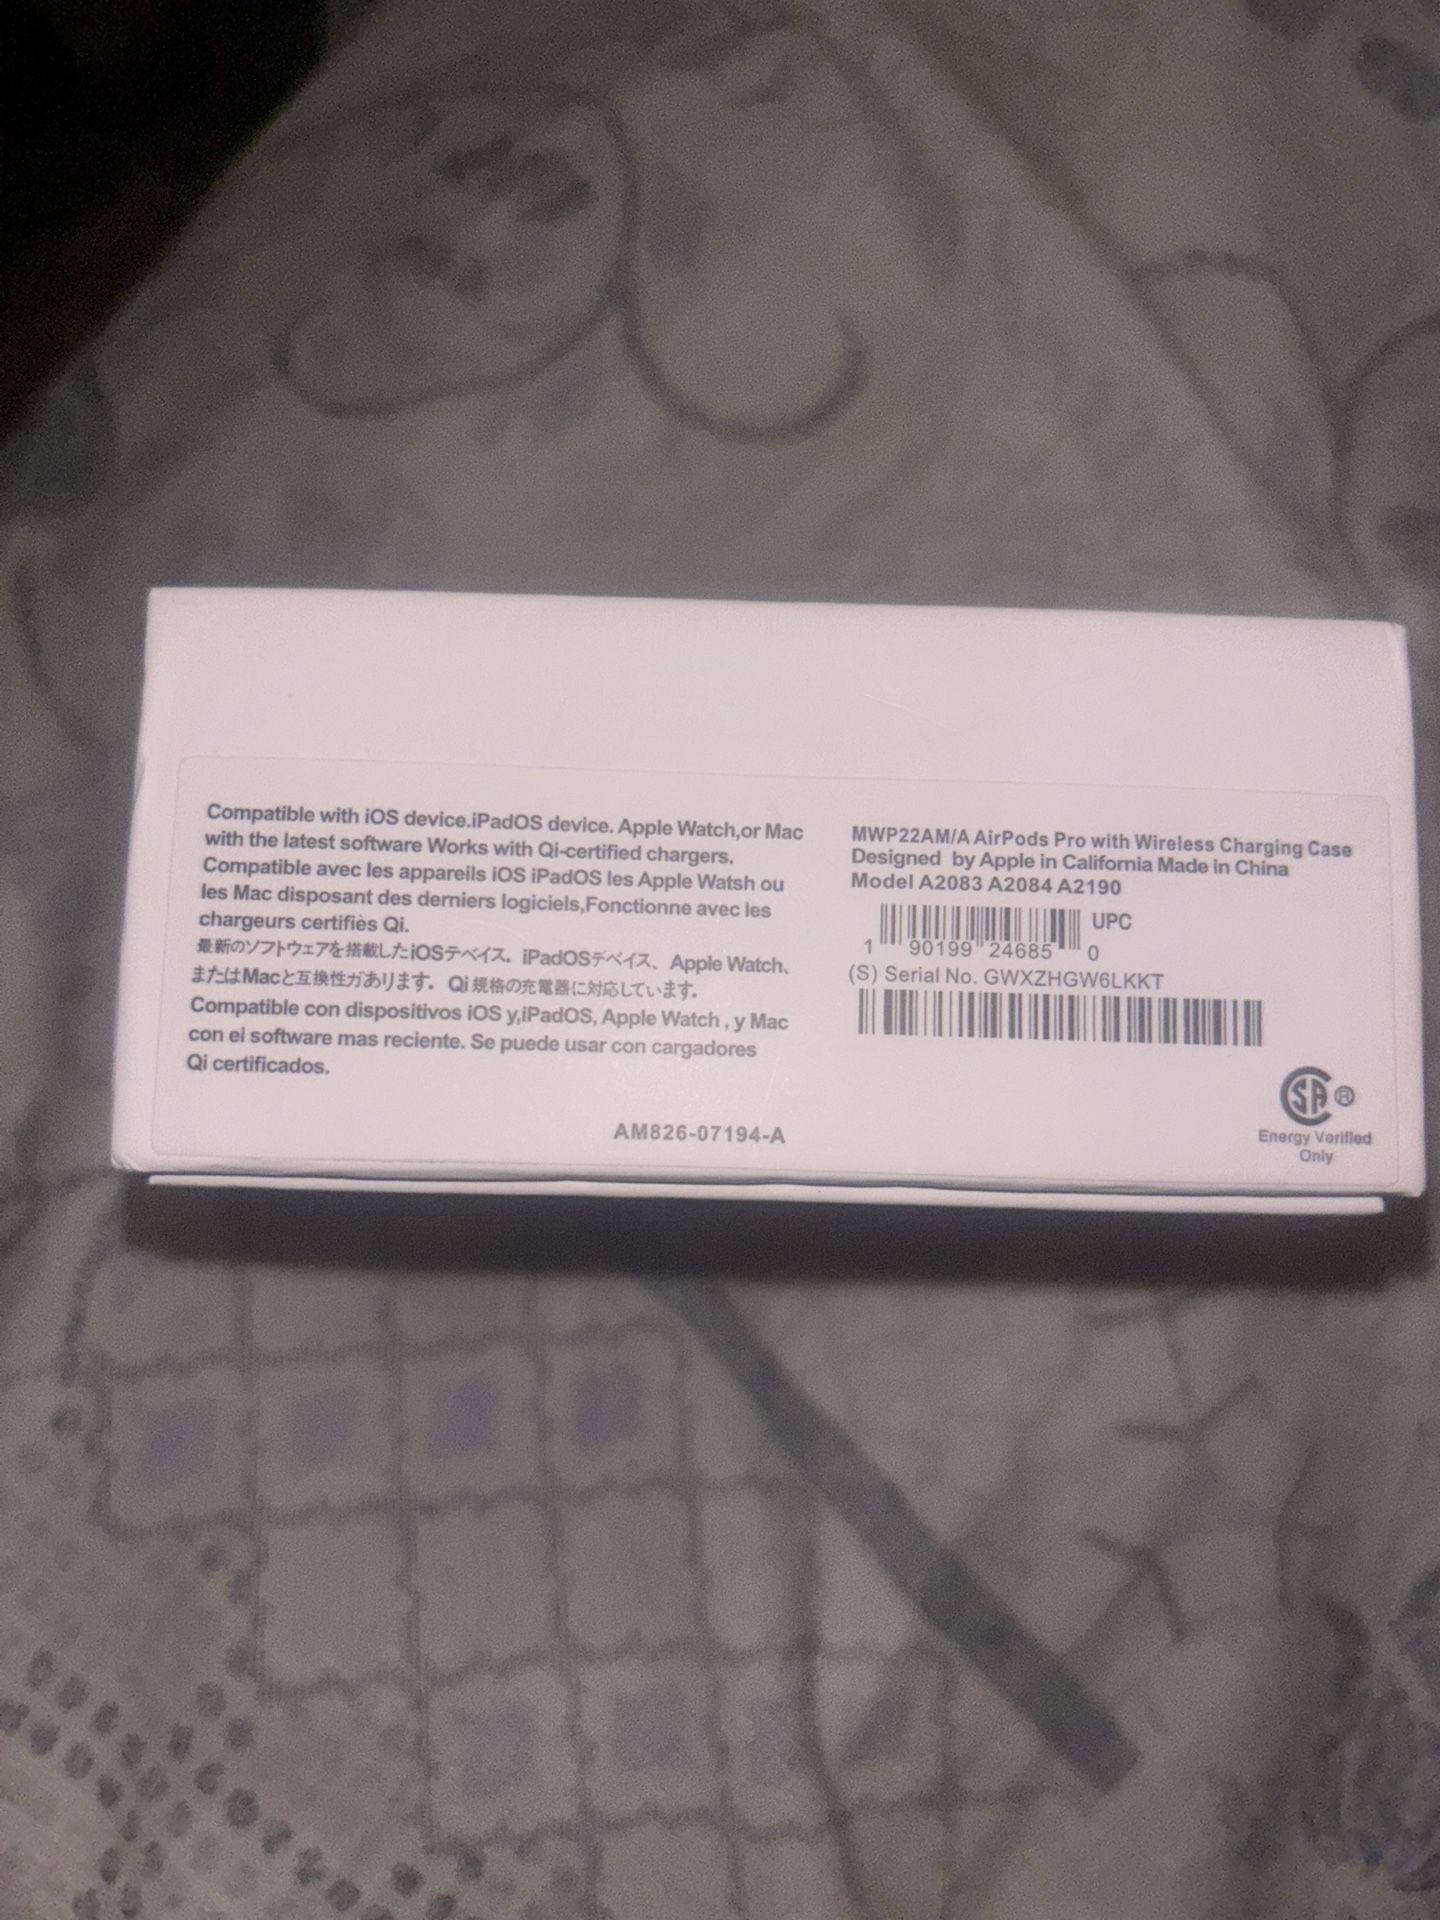 Compatible with iOS device.iPadOS device. Apple Watch,or Mac
with the latest software Works with Qi-certified chargers.
Compatible avec les appareils iOS iPadOS les Apple Watsh ou
les Mac disposant des derniers logiciels,Fonctionne avec les
chargeurs certifiès Qi.
最新のソフトウェアを搭載したiOSテベイス。iPadOSデベイス、Apple Watch、
またはMacと互換性ガあります。Qi規格の充電器に対応しています。
Compatible con dispositivos iOS y,iPadOS, Apple Watch , y Mac
con ei software mas reciente. Se puede usar con cargadores
Qi certificados.
AM826-07194-A
MWP22AM/A AirPods Pro with Wireless Charging Case
Designed by Apple in California Made in China
Model A2083 A2084 A2190
UPC
1 90199 24685 0
(S) Serial No. GWXZHGW6LKKT
SA ®
Energy Verified
Only